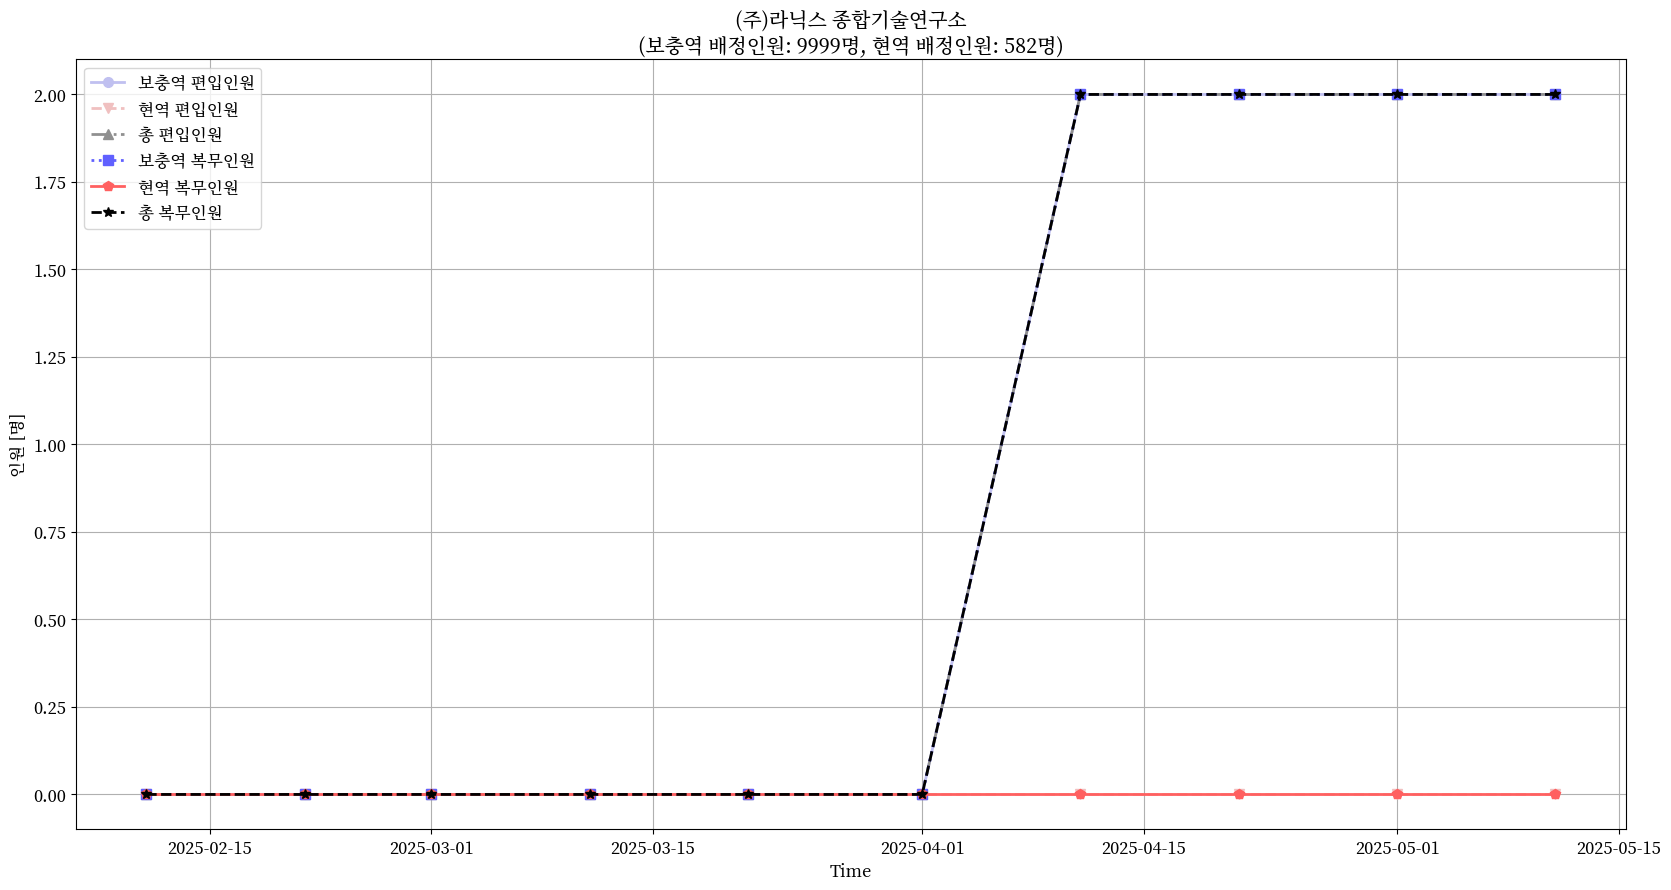 (주)라닉스 종합기술연구소
(보충역 배정인원: 9999명, 현역 배정인원: 582명)
보충역 편입인원
현역 편입인원
총 편입인원
보충역 복무인원
현역 복무인원
총 복무인원
2.00
1.75
1.50
1.25
1.00
0.75
0.50
0.25
0.00
인원 [명]
2025-02-15
2025-03-01
2025-03-15
2025-04-01
2025-04-15
2025-05-01
2025-05-15
Time